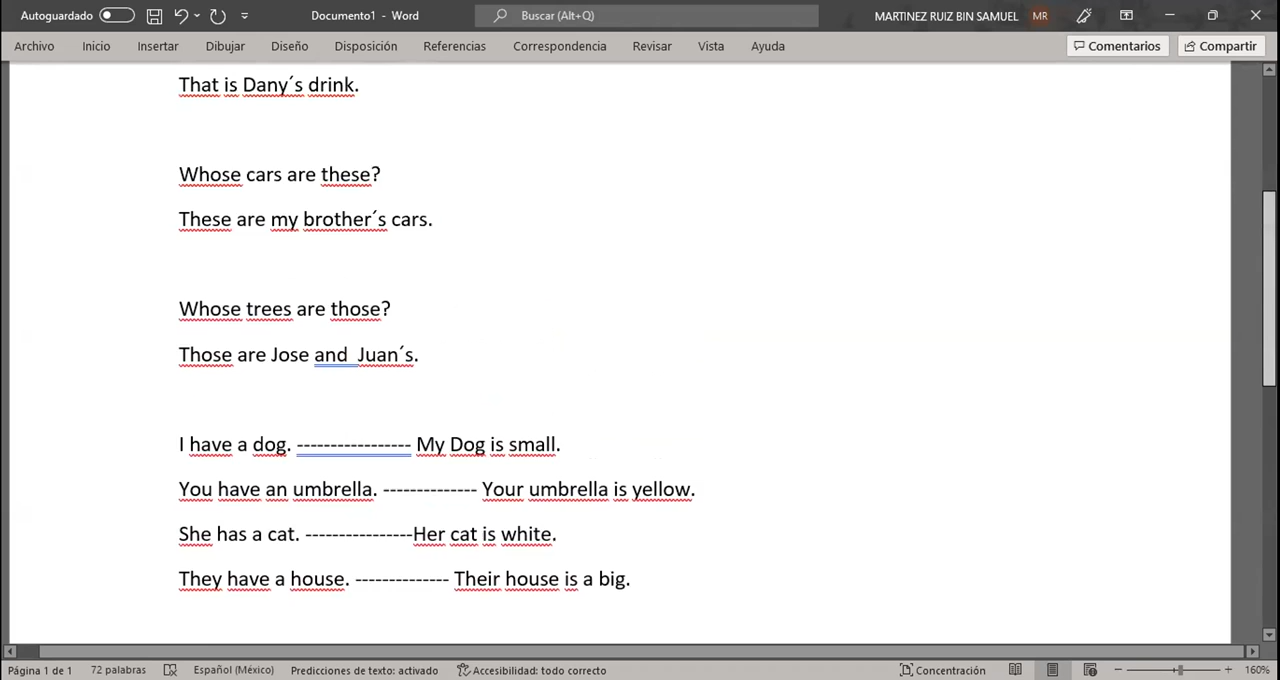 Autoguardado
Documento1 - Word
Buscar (Alt+Q)
MARTINEZ RUIZ BIN SAMUEL
MR
Archivo Inicio Insertar Dibujar Diseño Disposición Referencias Correspondencia Revisar Vista Ayuda
Comentarios
Compartir
That is Dany´s drink.
Whose cars are these?
These are my brother´s cars.
Whose trees are those?
Those are Jose and  Juan´s.
I have a dog. ----------------- My Dog is small.
You have an umbrella. -------------- Your umbrella is yellow.
She has a cat. ----------------Her cat is white.
They have a house. -------------- Their house is a big.
Página 1 de 1
72 palabras
Español (México)
Predicciones de texto: activado
Accesibilidad: todo correcto
Concentración
160%